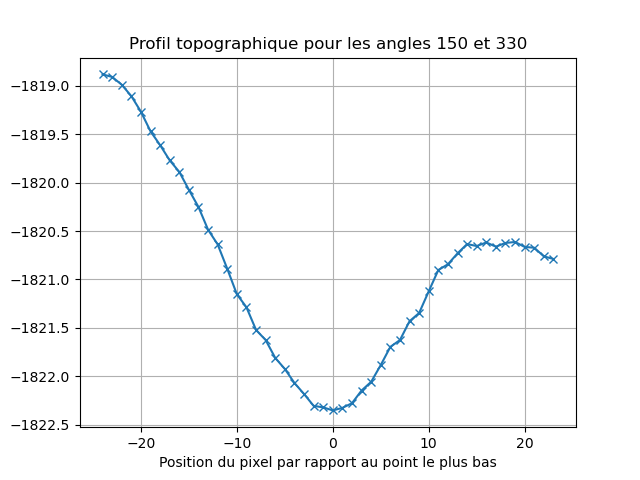 Profil topographique pour les angles 150 et 330
−1819.0
−1819.5
−1820.0
−1820.5
−1821.0
−1821.5
−1822.0
−1822.5
−20 −10 0 10 20
Position du pixel par rapport au point le plus bas